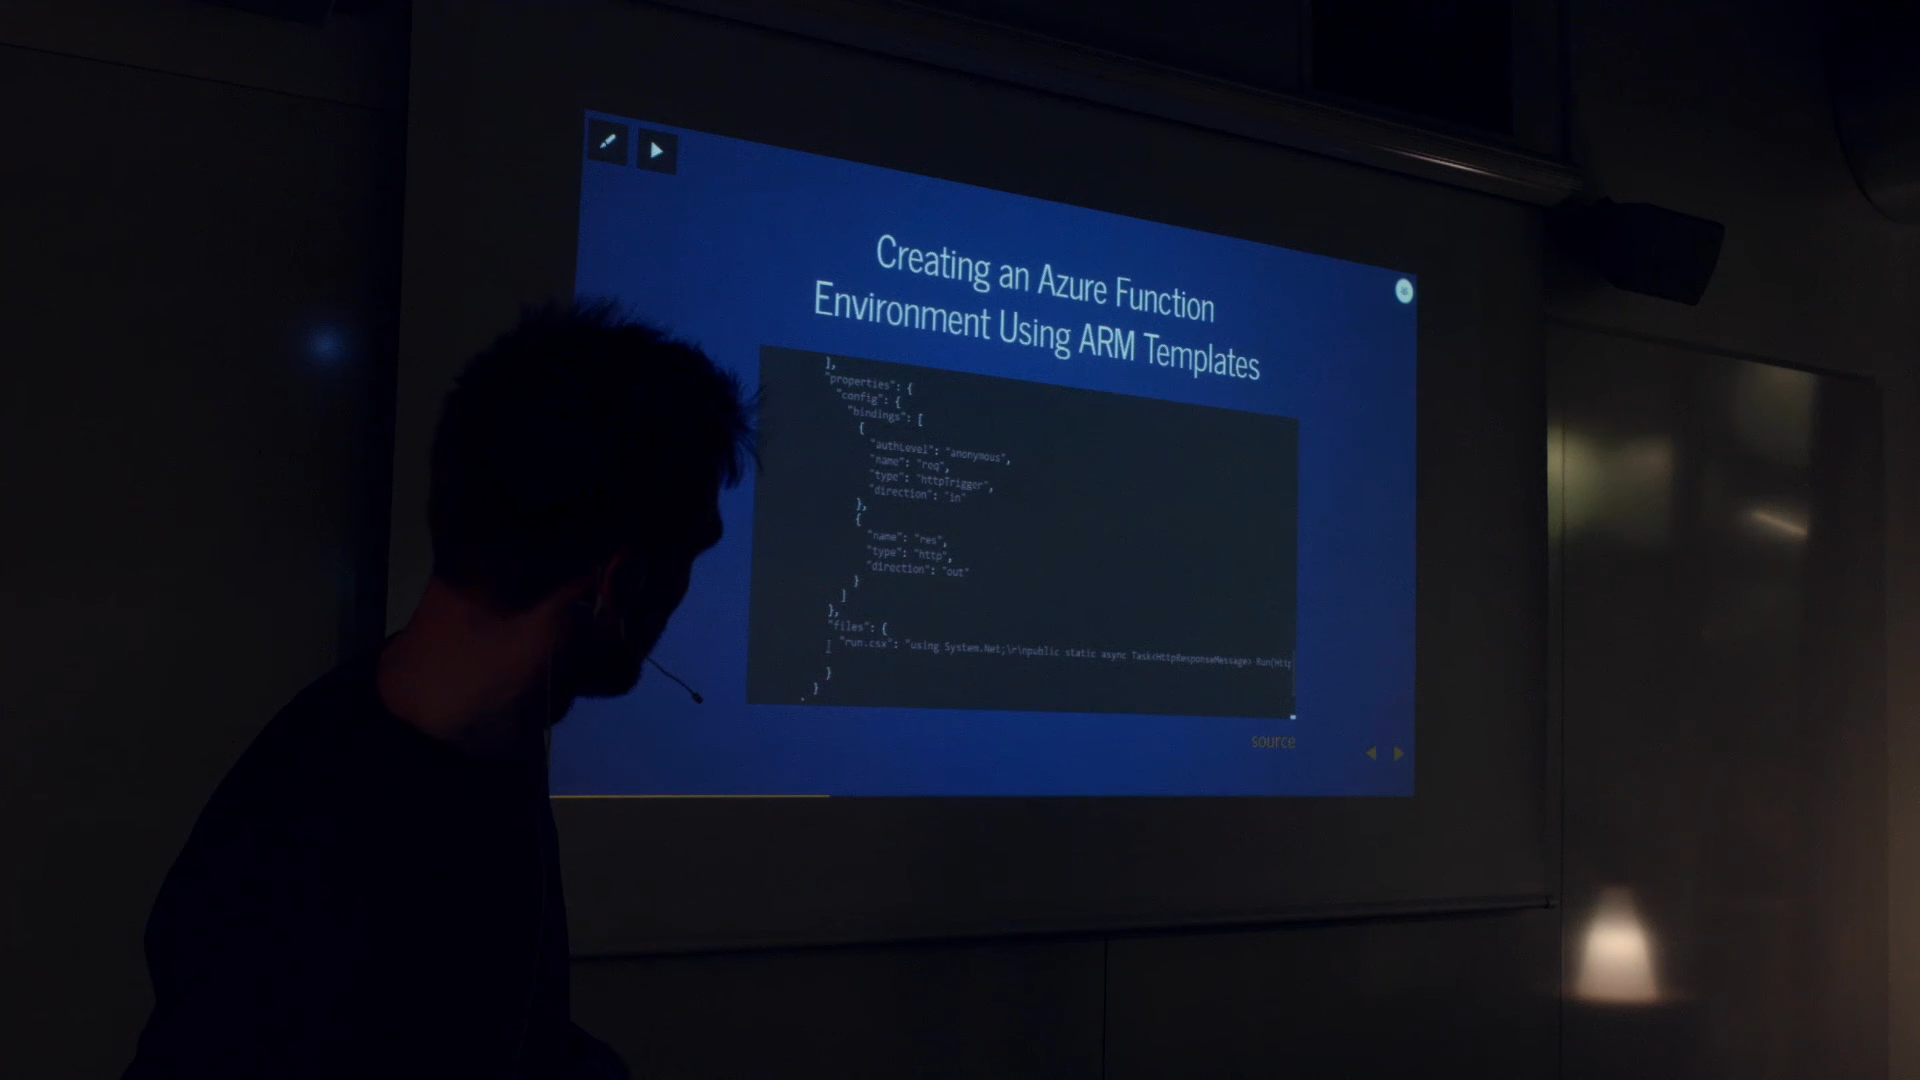 Creating an Azure Function
Environment Using ARM Templates
],
"properties": {
"config": {
"bindings": [
{
"authLevel": "anonymous",
"name": "req",
"type": "httpTrigger",
"direction": "in"
},
{
"name": "res",
"type": "http",
"direction": "out"
}
]
},
"files": {
"run.csx": "using System.Net;\r\npublic static async Task<HttpResponseMessage> Run(Http
}
}
source